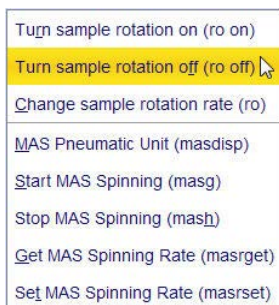 Turn sample rotation on (ro on)
Turn sample rotation off (ro off)
Change sample rotation rate (ro)
MAS Pneumatic Unit (masdisp)
Start MAS Spinning (masg)
Stop MAS Spinning (mash)
Get MAS Spinning Rate (masrget)
Set MAS Spinning Rate (masrset)